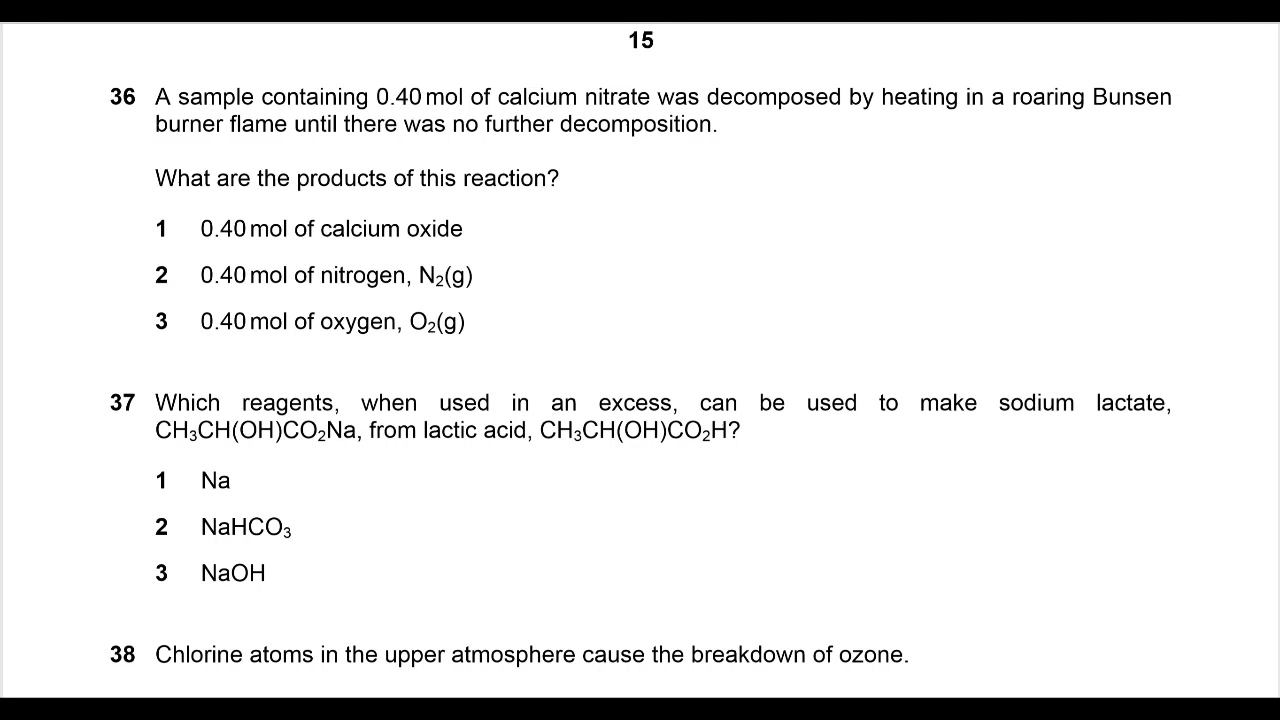 15
36 A sample containing 0.40 mol of calcium nitrate was decomposed by heating in a roaring Bunsen
burner flame until there was no further decomposition.
What are the products of this reaction?
1 0.40 mol of calcium oxide
2 0.40 mol of nitrogen, N₂(g)
3 0.40 mol of oxygen, O₂(g)
37 Which reagents, when used in an excess, can be used to make sodium lactate,
CH₃CH(OH)CO₂Na, from lactic acid, CH₃CH(OH)CO₂H?
1 Na
2 NaHCO₃
3 NaOH
38 Chlorine atoms in the upper atmosphere cause the breakdown of ozone.